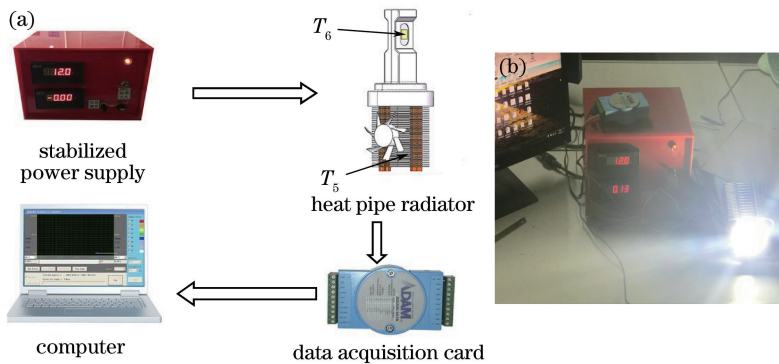 (a)
12.0
-0.00
stabilized
power supply
T6
T5
heat pipe radiator
computer
ADAM
data acquisition card
(b)
12.0
0.13